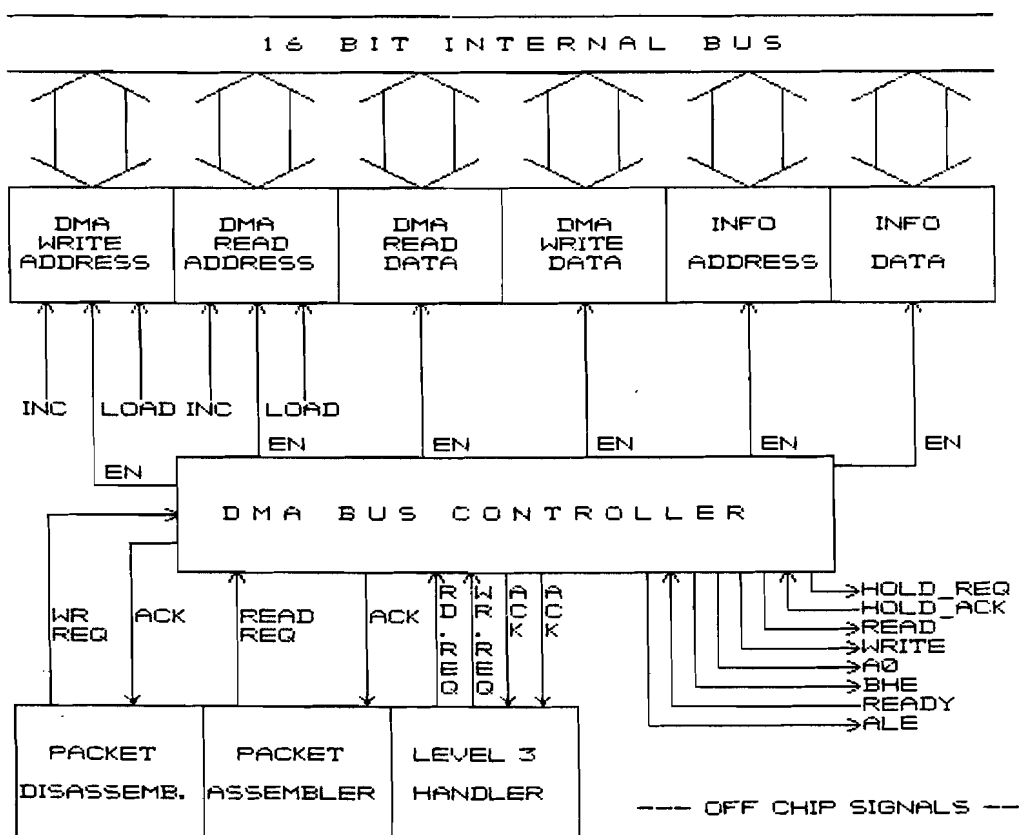 16 BIT INTERNAL BUS
DMA
WRITE
ADDRESS
DMA
READ
ADDRESS
DMA
READ
DATA
DMA
WRITE
DATA
INFO
ADDRESS
INFO
DATA
INC
LOAD
INC
LOAD
EN
EN
EN
EN
EN
EN
DMA BUS CONTROLLER
WR
REQ
ACK
READ
REQ
ACK
RD.REQ
WR.REQ
ACK
ACK
HOLD_REQ
HOLD_ACK
READ_
WRITE
A0
BHE
READY
ALE
PACKET
DISASSEMB.
PACKET
ASSEMBLER
LEVEL 3
HANDLER
--- OFF CHIP SIGNALS ---